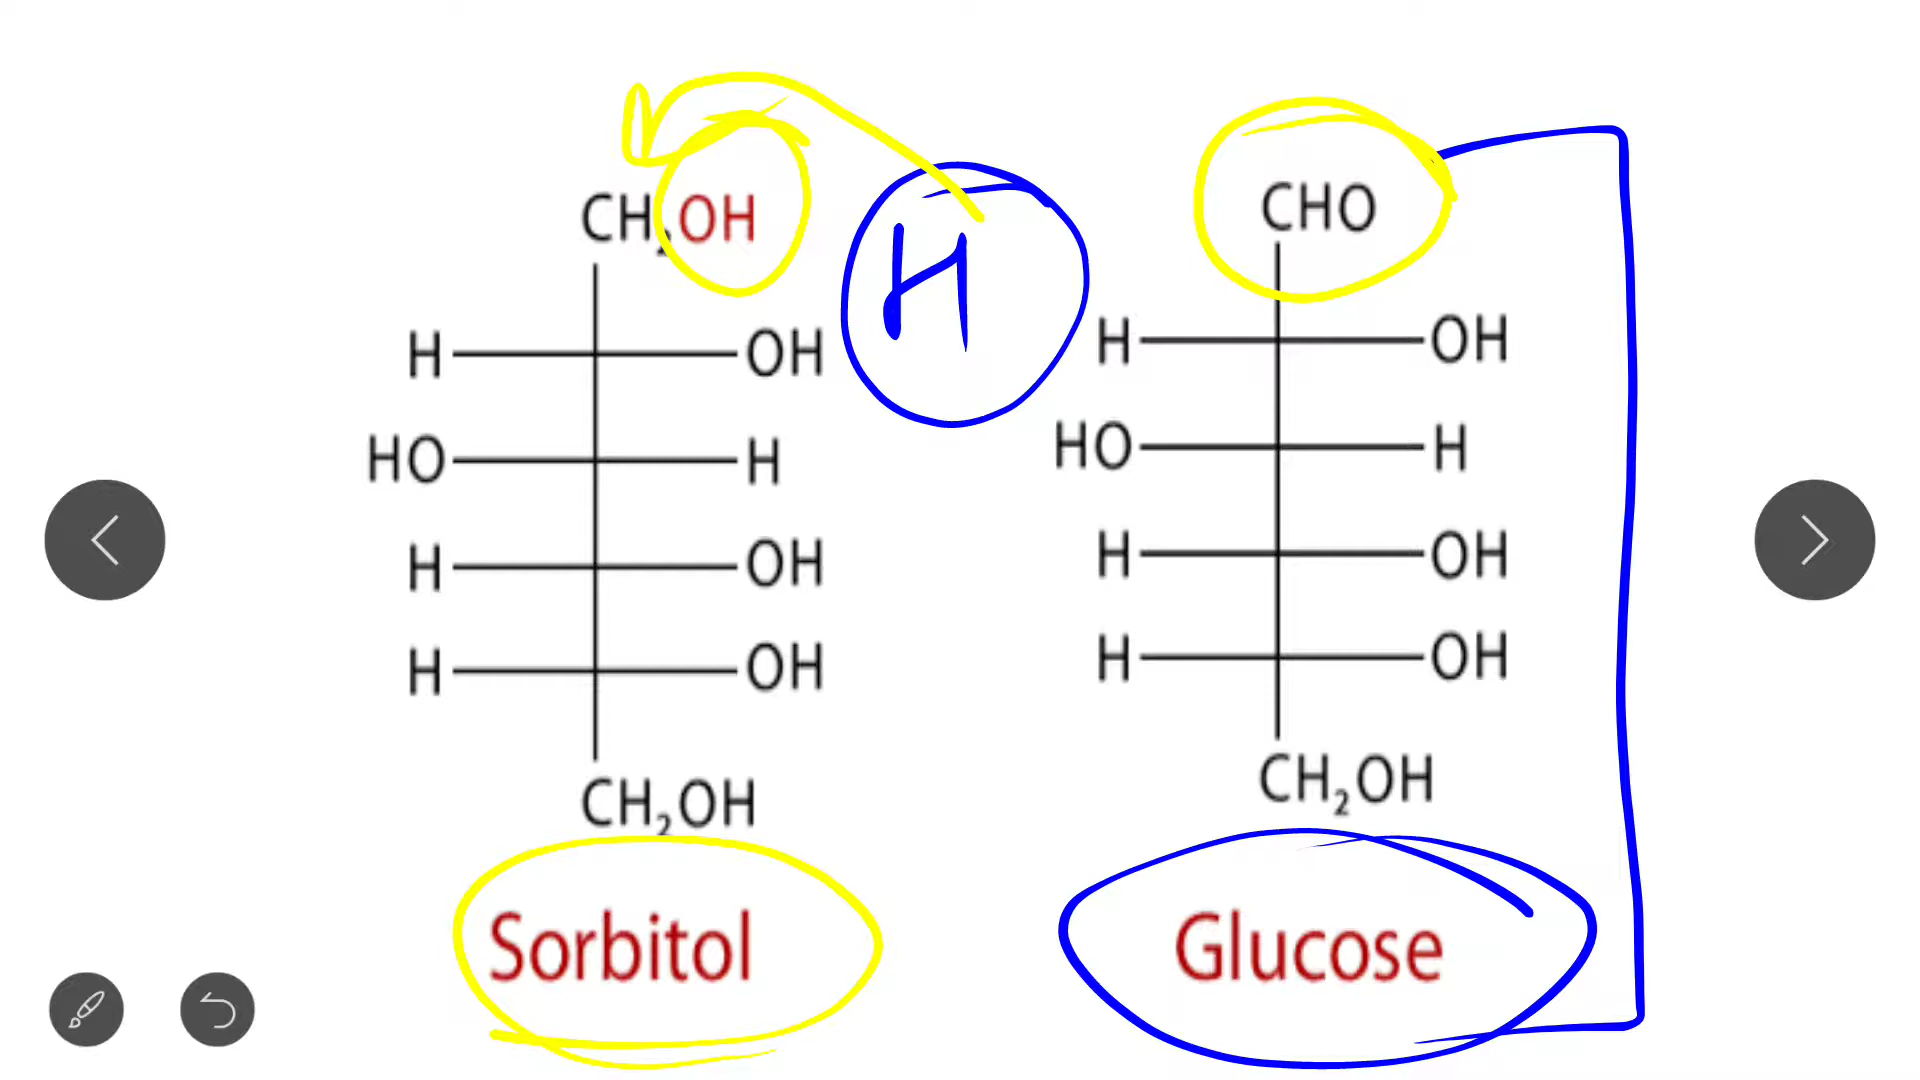 CH₂OH
H OH
HO H
H OH
H OH
CH₂OH
Sorbitol
H
CHO
H OH
HO H
H OH
H OH
CH₂OH
Glucose